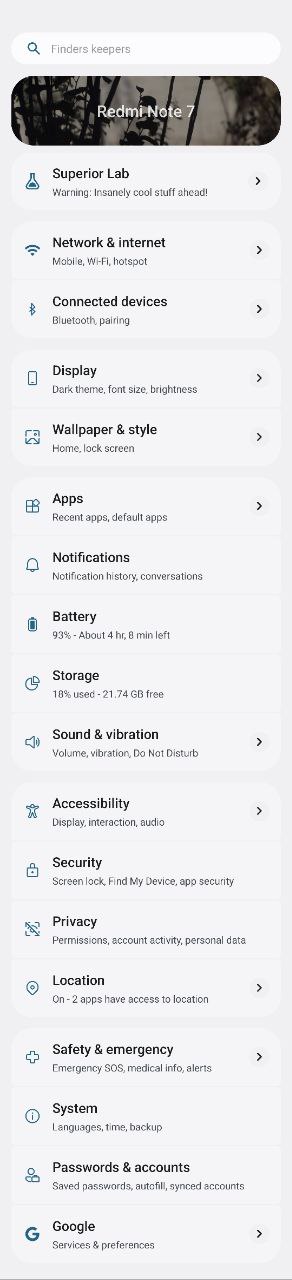 Finders keepers
Redmi Note 7
Superior Lab
Warning: Insanely cool stuff ahead!
Network & internet
Mobile, Wi-Fi, hotspot
Connected devices
Bluetooth, pairing
Display
Dark theme, font size, brightness
Wallpaper & style
Home, lock screen
Apps
Recent apps, default apps
Notifications
Notification history, conversations
Battery
93% - About 4 hr, 8 min left
Storage
18% used - 21.74 GB free
Sound & vibration
Volume, vibration, Do Not Disturb
Accessibility
Display, interaction, audio
Security
Screen lock, Find My Device, app security
Privacy
Permissions, account activity, personal data
Location
On - 2 apps have access to location
Safety & emergency
Emergency SOS, medical info, alerts
System
Languages, time, backup
Passwords & accounts
Saved passwords, autofill, synced accounts
Google
Services & preferences